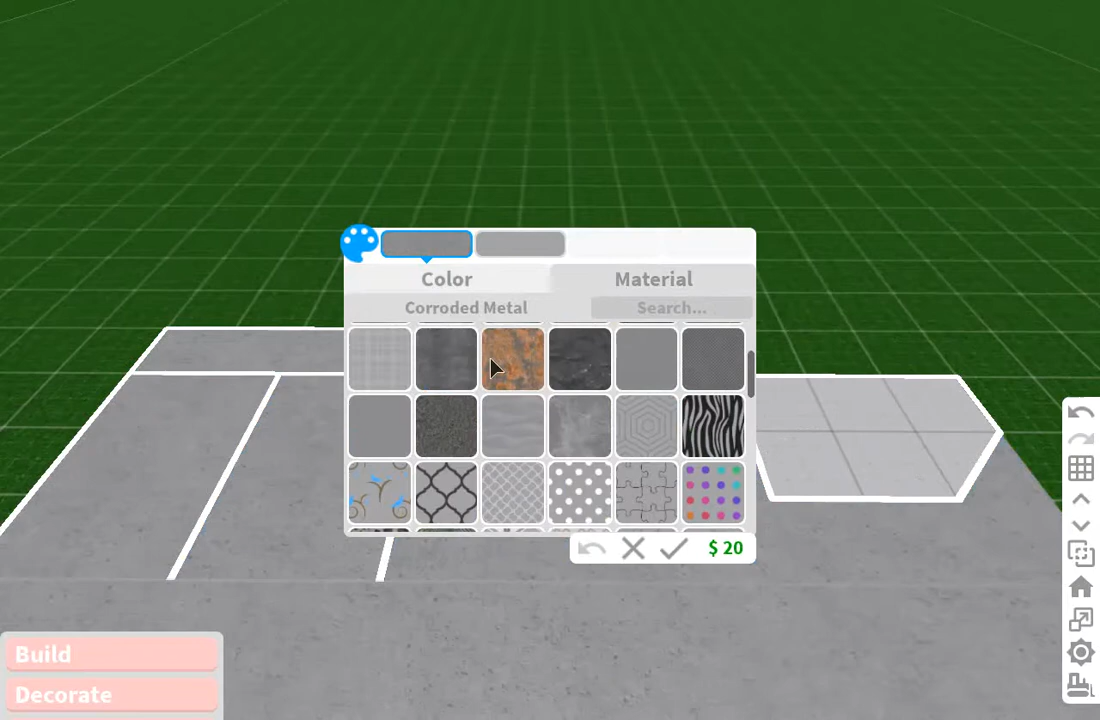 Color
Material
Corroded Metal
Search...
$ 20
Build
Decorate